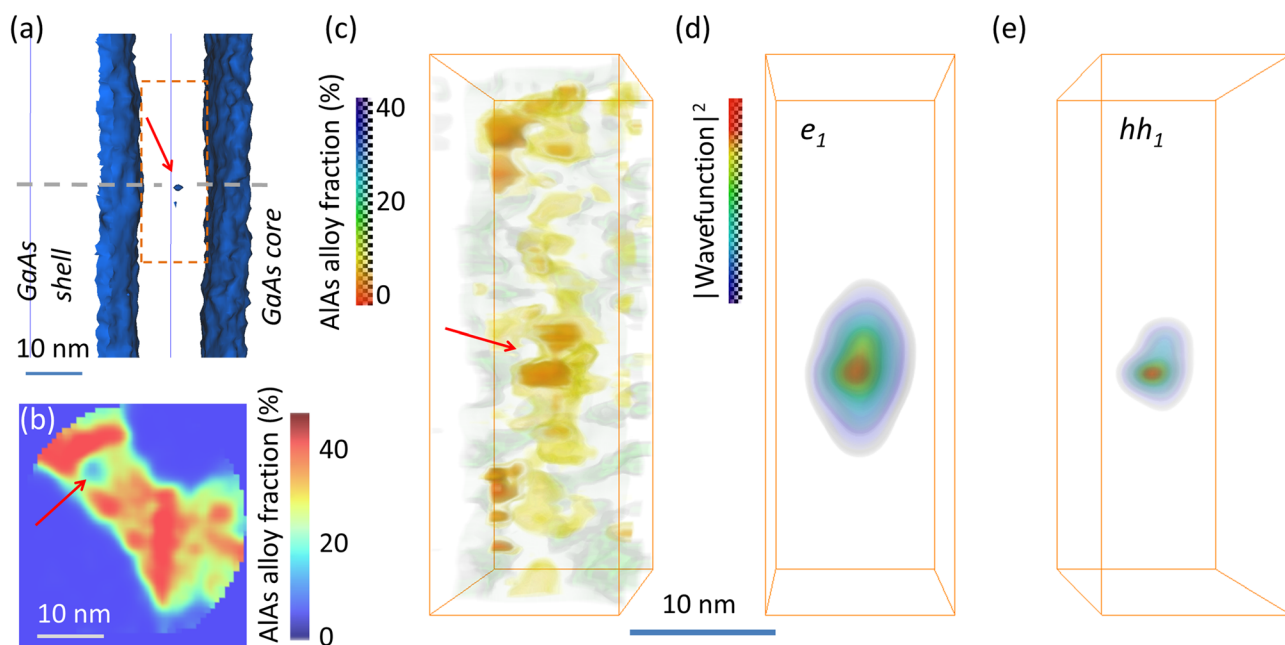 (a)
GaAs
shell
GaAs core
10 nm
(b)
10 nm
AlAs alloy fraction (%)
40
20
0
(c)
AlAs alloy fraction (%)
40
20
0
10 nm
(d)
|Wavefunction|²
e₁
(e)
hh₁